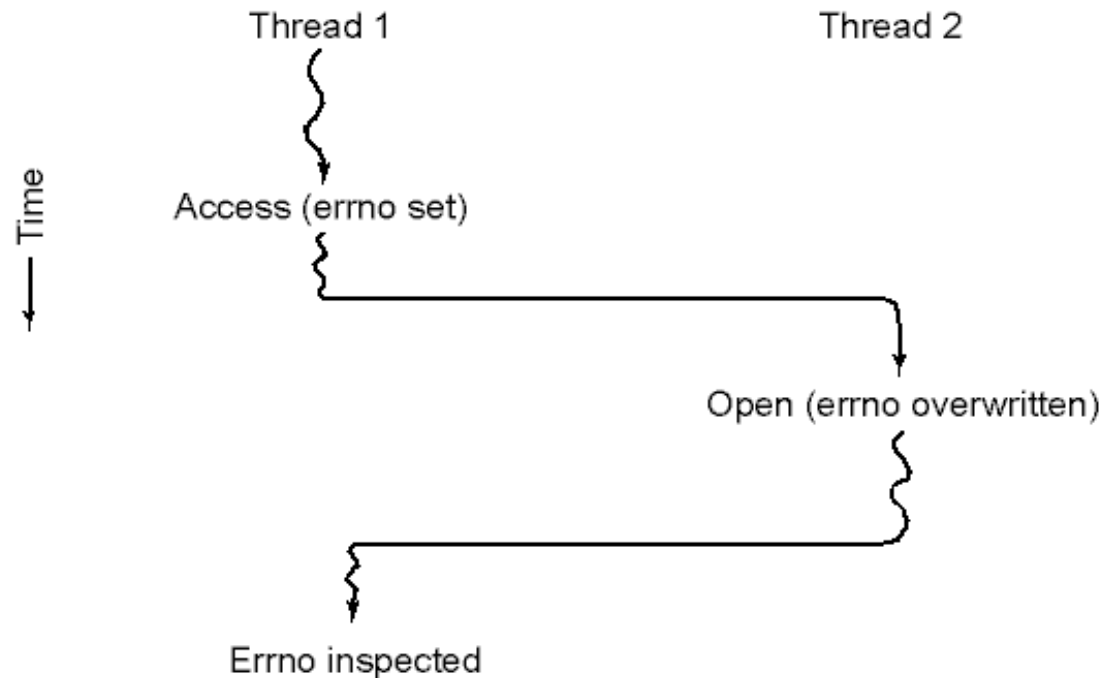 Thread 1
Thread 2
Time
Access (errno set)
Open (errno overwritten)
Errno inspected